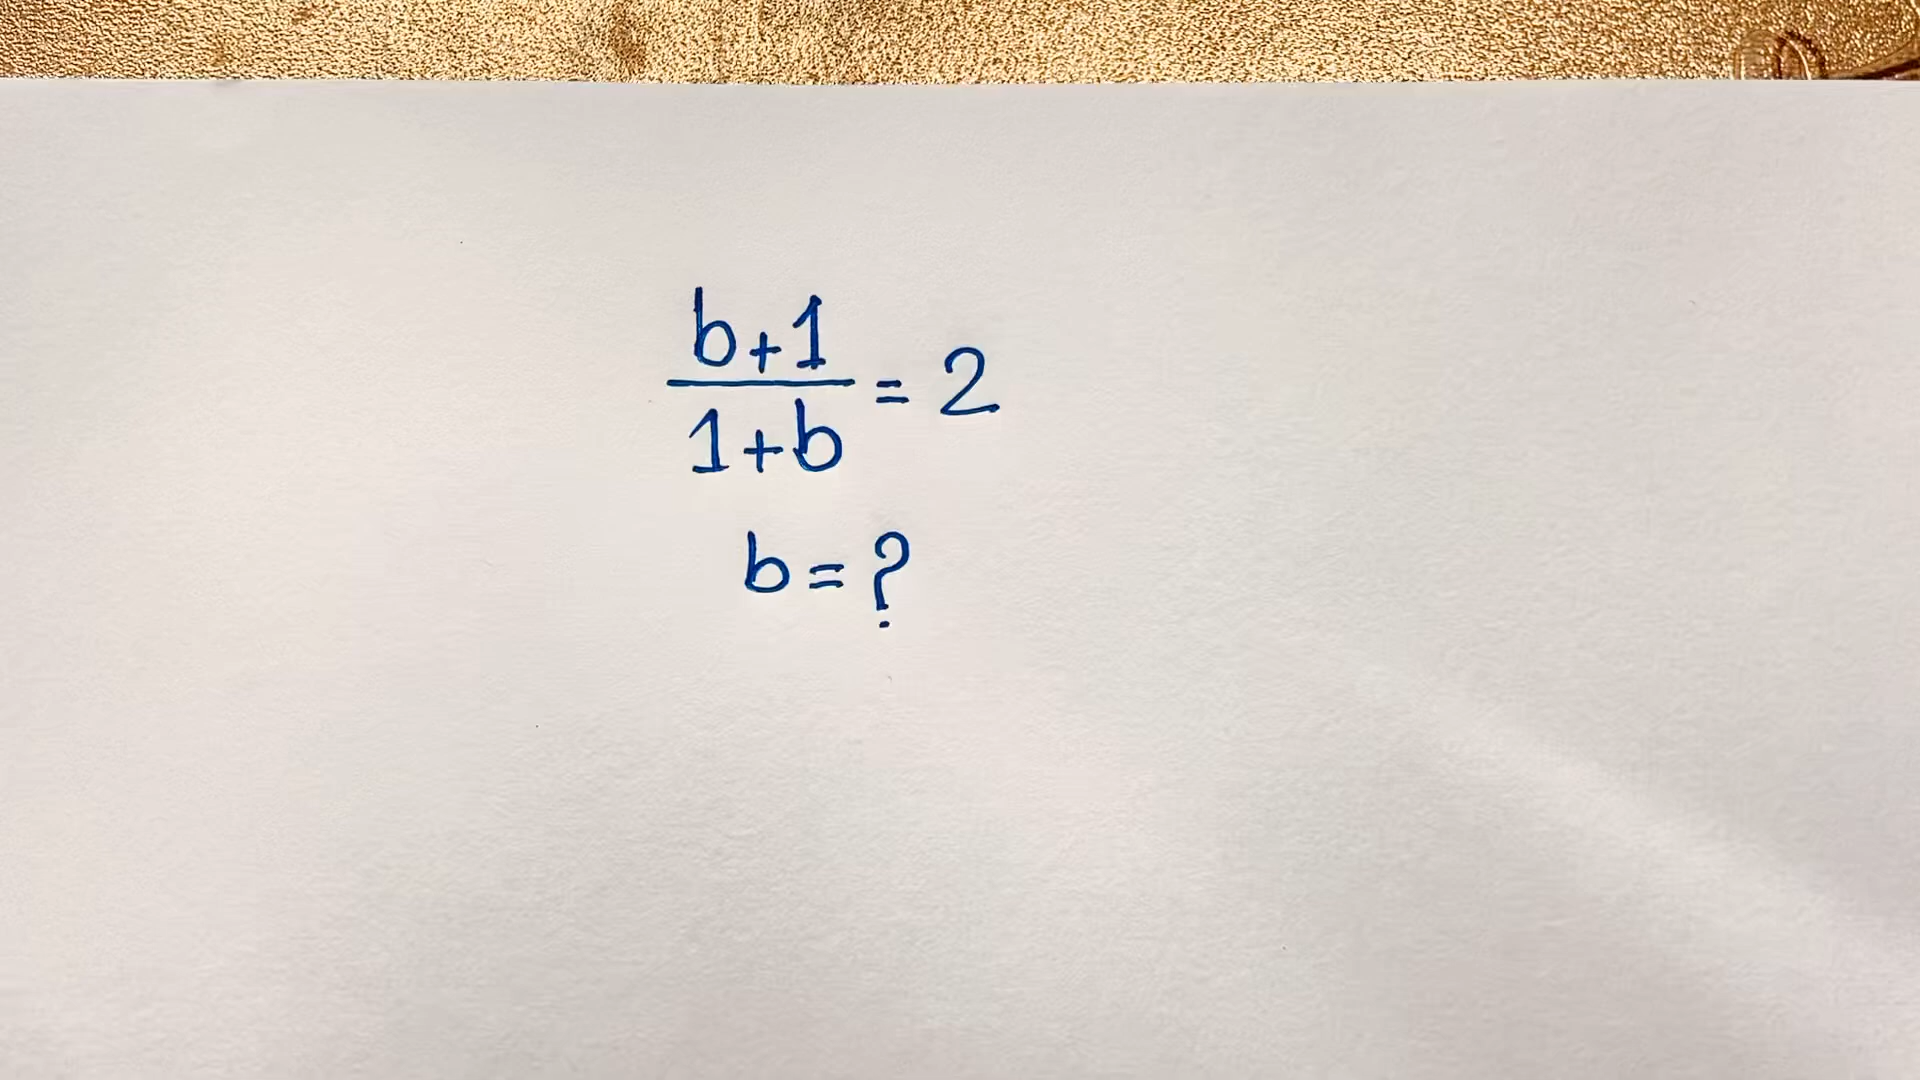 b+1
/
1+b = 2
b = ?